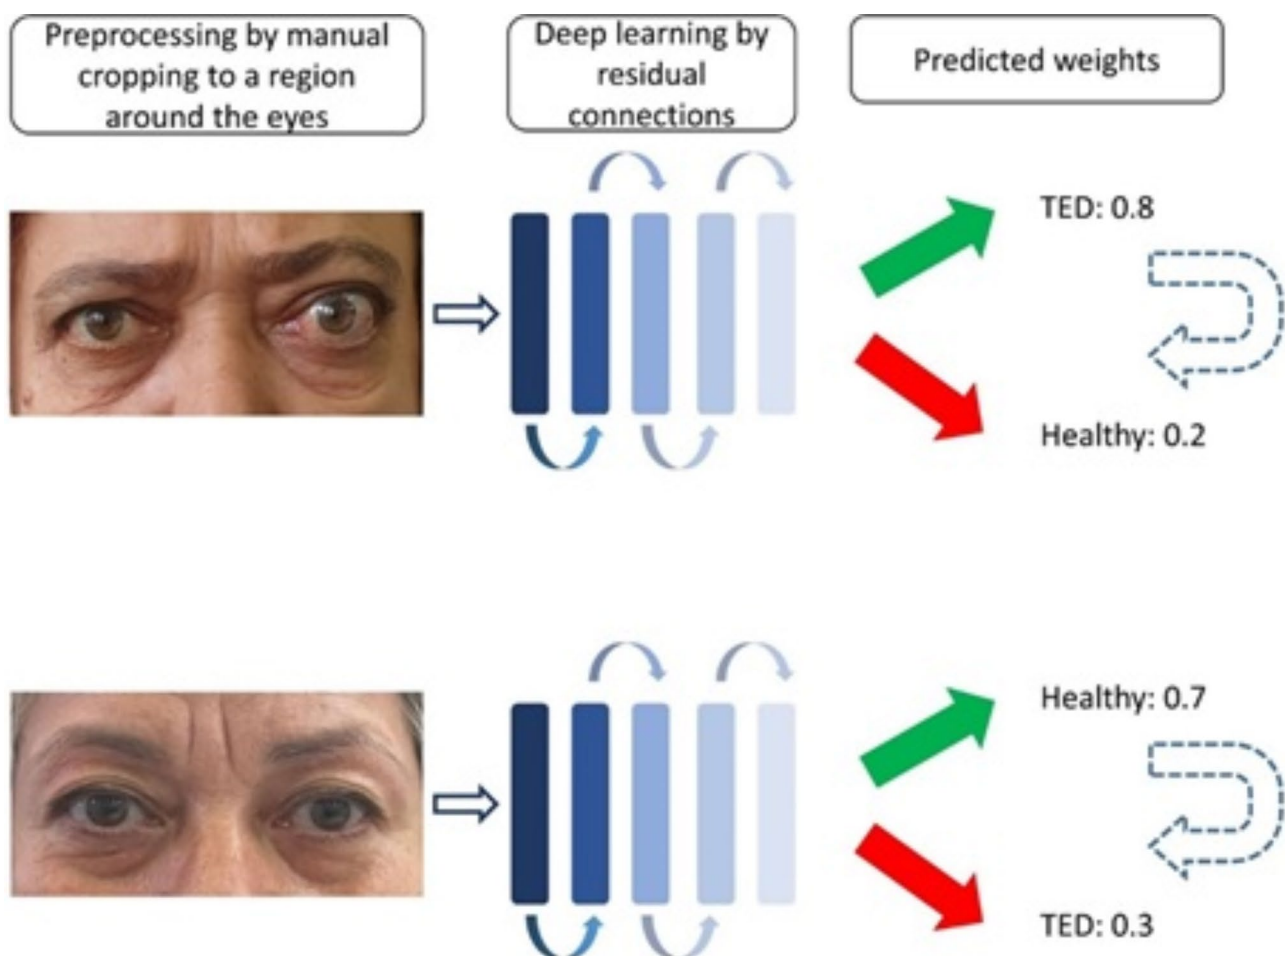 Preprocessing by manual
cropping to a region
around the eyes
Deep learning by
residual
connections
Predicted weights
TED: 0.8
Healthy: 0.2
Healthy: 0.7
TED: 0.3